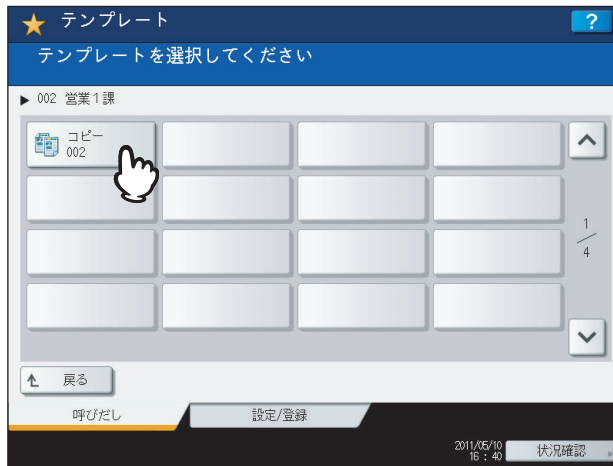 テンプレート
?
テンプレートを選択してください
▶ 002 営業1課
コピー
002
1
/
4
戻る
呼びだし
設定/登録
2011/05/10
16 : 40
状況確認